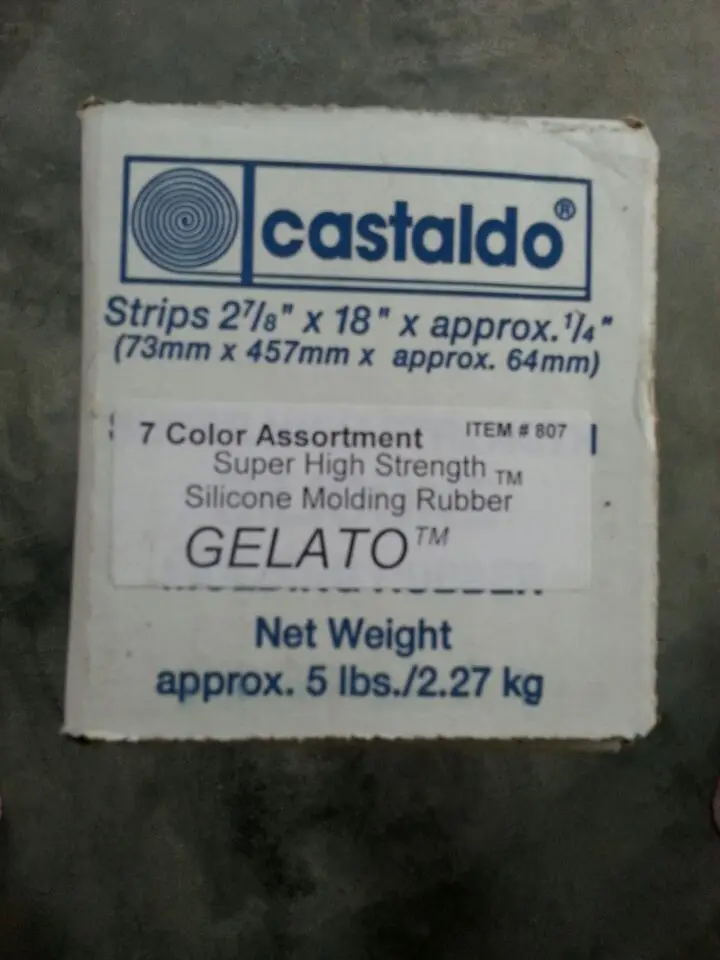 castaldo®
Strips 2⅞" x 18" x approx. ¼"
(73mm x 457mm x approx. 64mm)
7 Color Assortment ITEM # 807
Super High Strength TM
Silicone Molding Rubber
GELATO™
Net Weight
approx. 5 lbs./2.27 kg